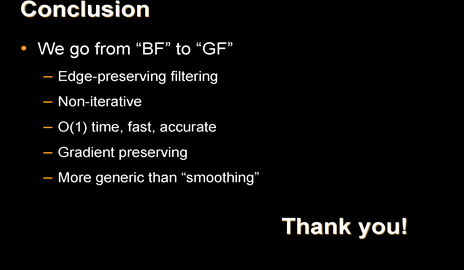 Conclusion
• We go from “BF” to “GF”
– Edge-preserving filtering
– Non-iterative
– O(1) time, fast, accurate
– Gradient preserving
– More generic than “smoothing”
Thank you!